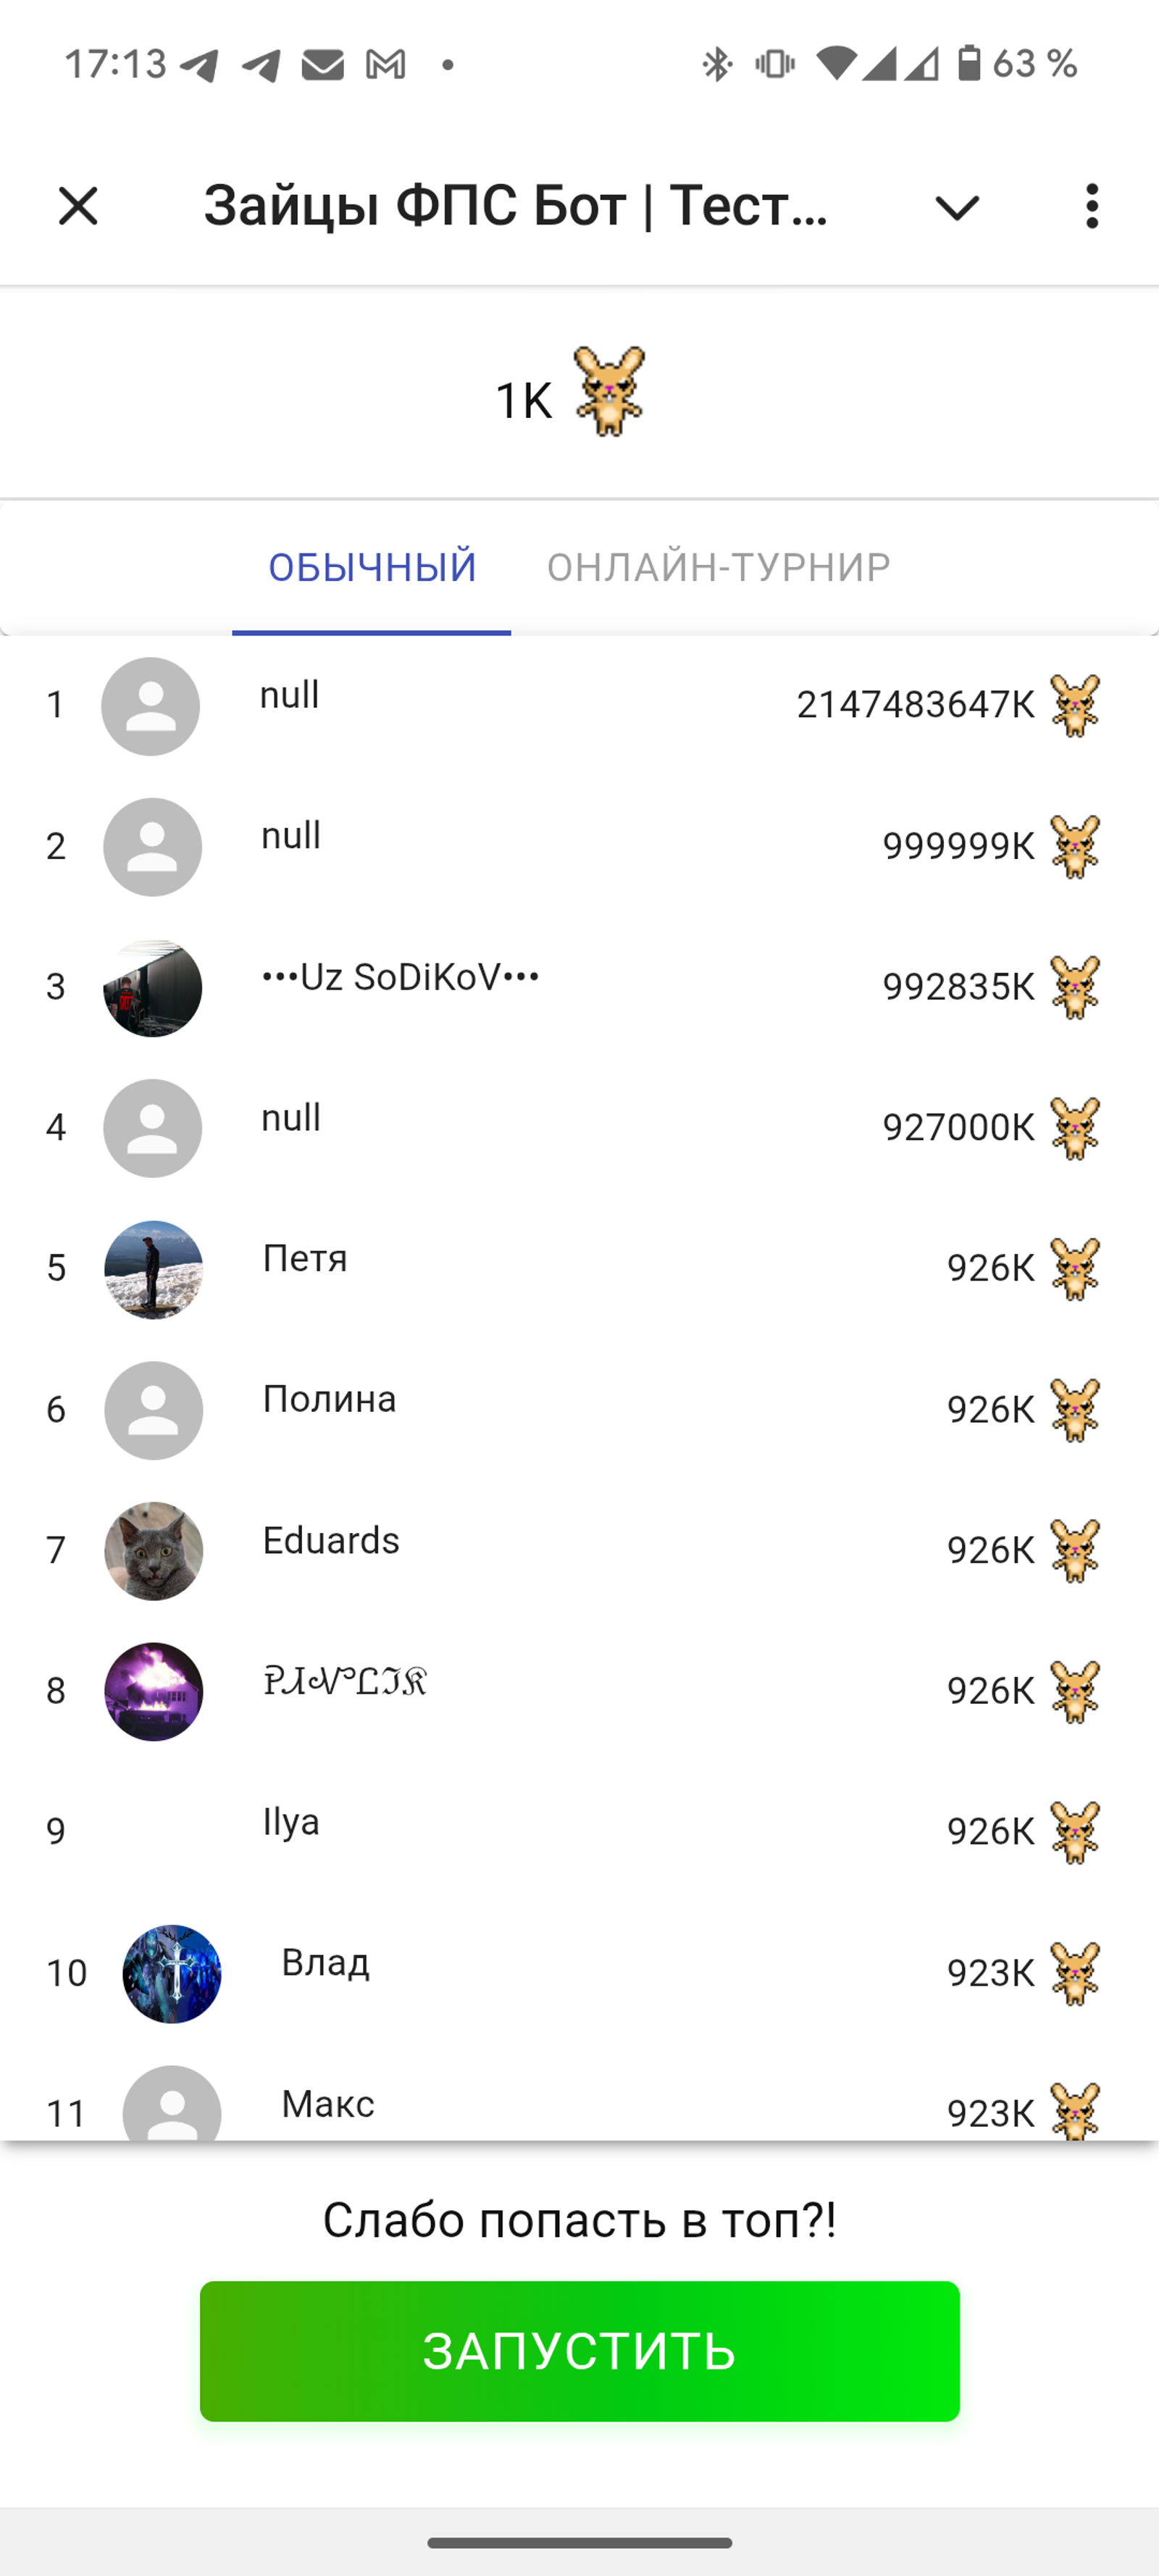 17:13 63 %
Зайцы ФПС Бот | Тест...
1K
ОБЫЧНЫЙ ОНЛАЙН-ТУРНИР
1 null 2147483647K
2 null 999999K
3 •••Uz SoDiKoV••• 992835K
4 null 927000K
5 Петя 926K
6 Полина 926K
7 Eduards 926K
8 926K
9 Ilya 926K
10 Влад 923K
11 Макс 923K
Слабо попасть в топ?!
ЗАПУСТИТЬ